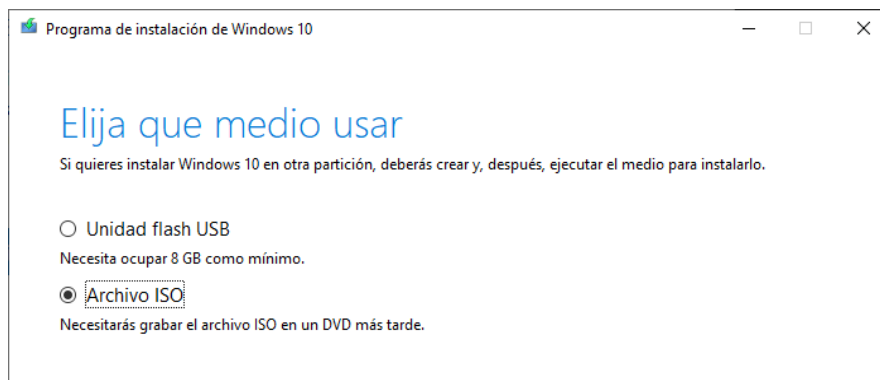 Programa de instalación de Windows 10
Elija que medio usar
Si quieres instalar Windows 10 en otra partición, deberás crear y, después, ejecutar el medio para instalarlo.
Unidad flash USB
Necesita ocupar 8 GB como mínimo.
Archivo ISO
Necesitarás grabar el archivo ISO en un DVD más tarde.